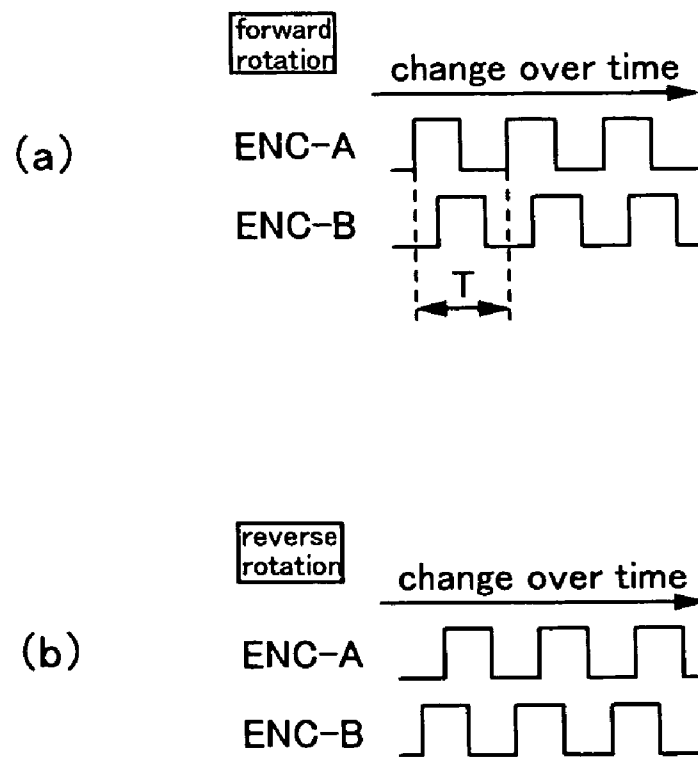 forward
rotation
change over time
(a)
ENC-A
ENC-B
T
reverse
rotation
change over time
(b)
ENC-A
ENC-B